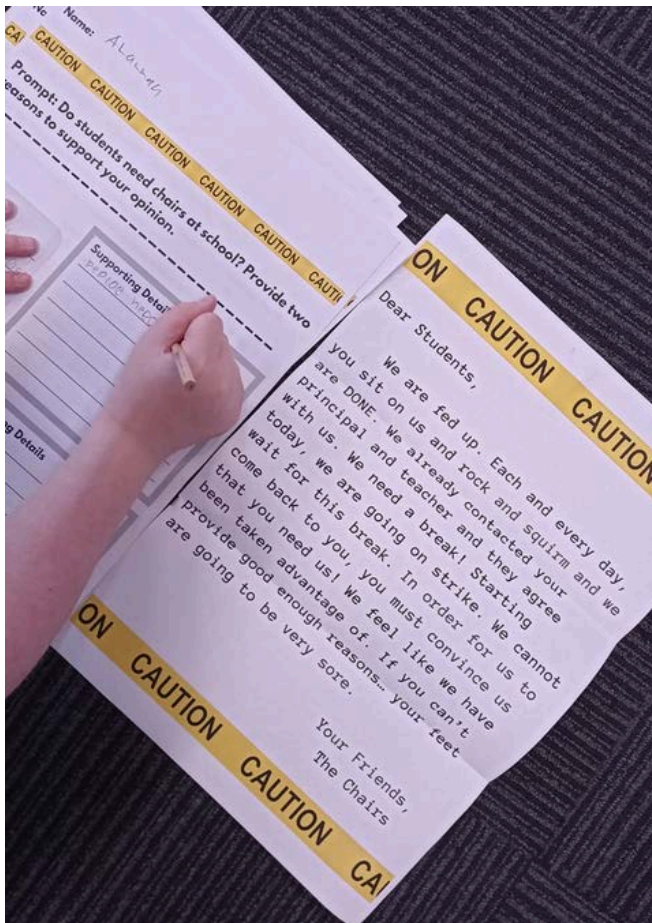 Name:
CAUTION CAUTION CAUTION CAUTION CAUTION
Prompt: Do students need chairs at school? Provide two
reasons to support your opinion.
Supporting
people
Details
ON CAUTION CAUTION
Dear Students,
We are fed up. Each and every day,
you sit on us and rock and squirm and we
are DONE. We already contacted your
principal and teacher and they agree
with us. We need a break! Starting
today, we are going on strike. We cannot
wait for this break. In order for us to
come back to you, you must convince us
that you need us! We feel like we have
been taken advantage of. If you can't
provide good enough reasons… your feet
are going to be very sore.
Your Friends,
The Chairs
ON CAUTION CAUTION CA